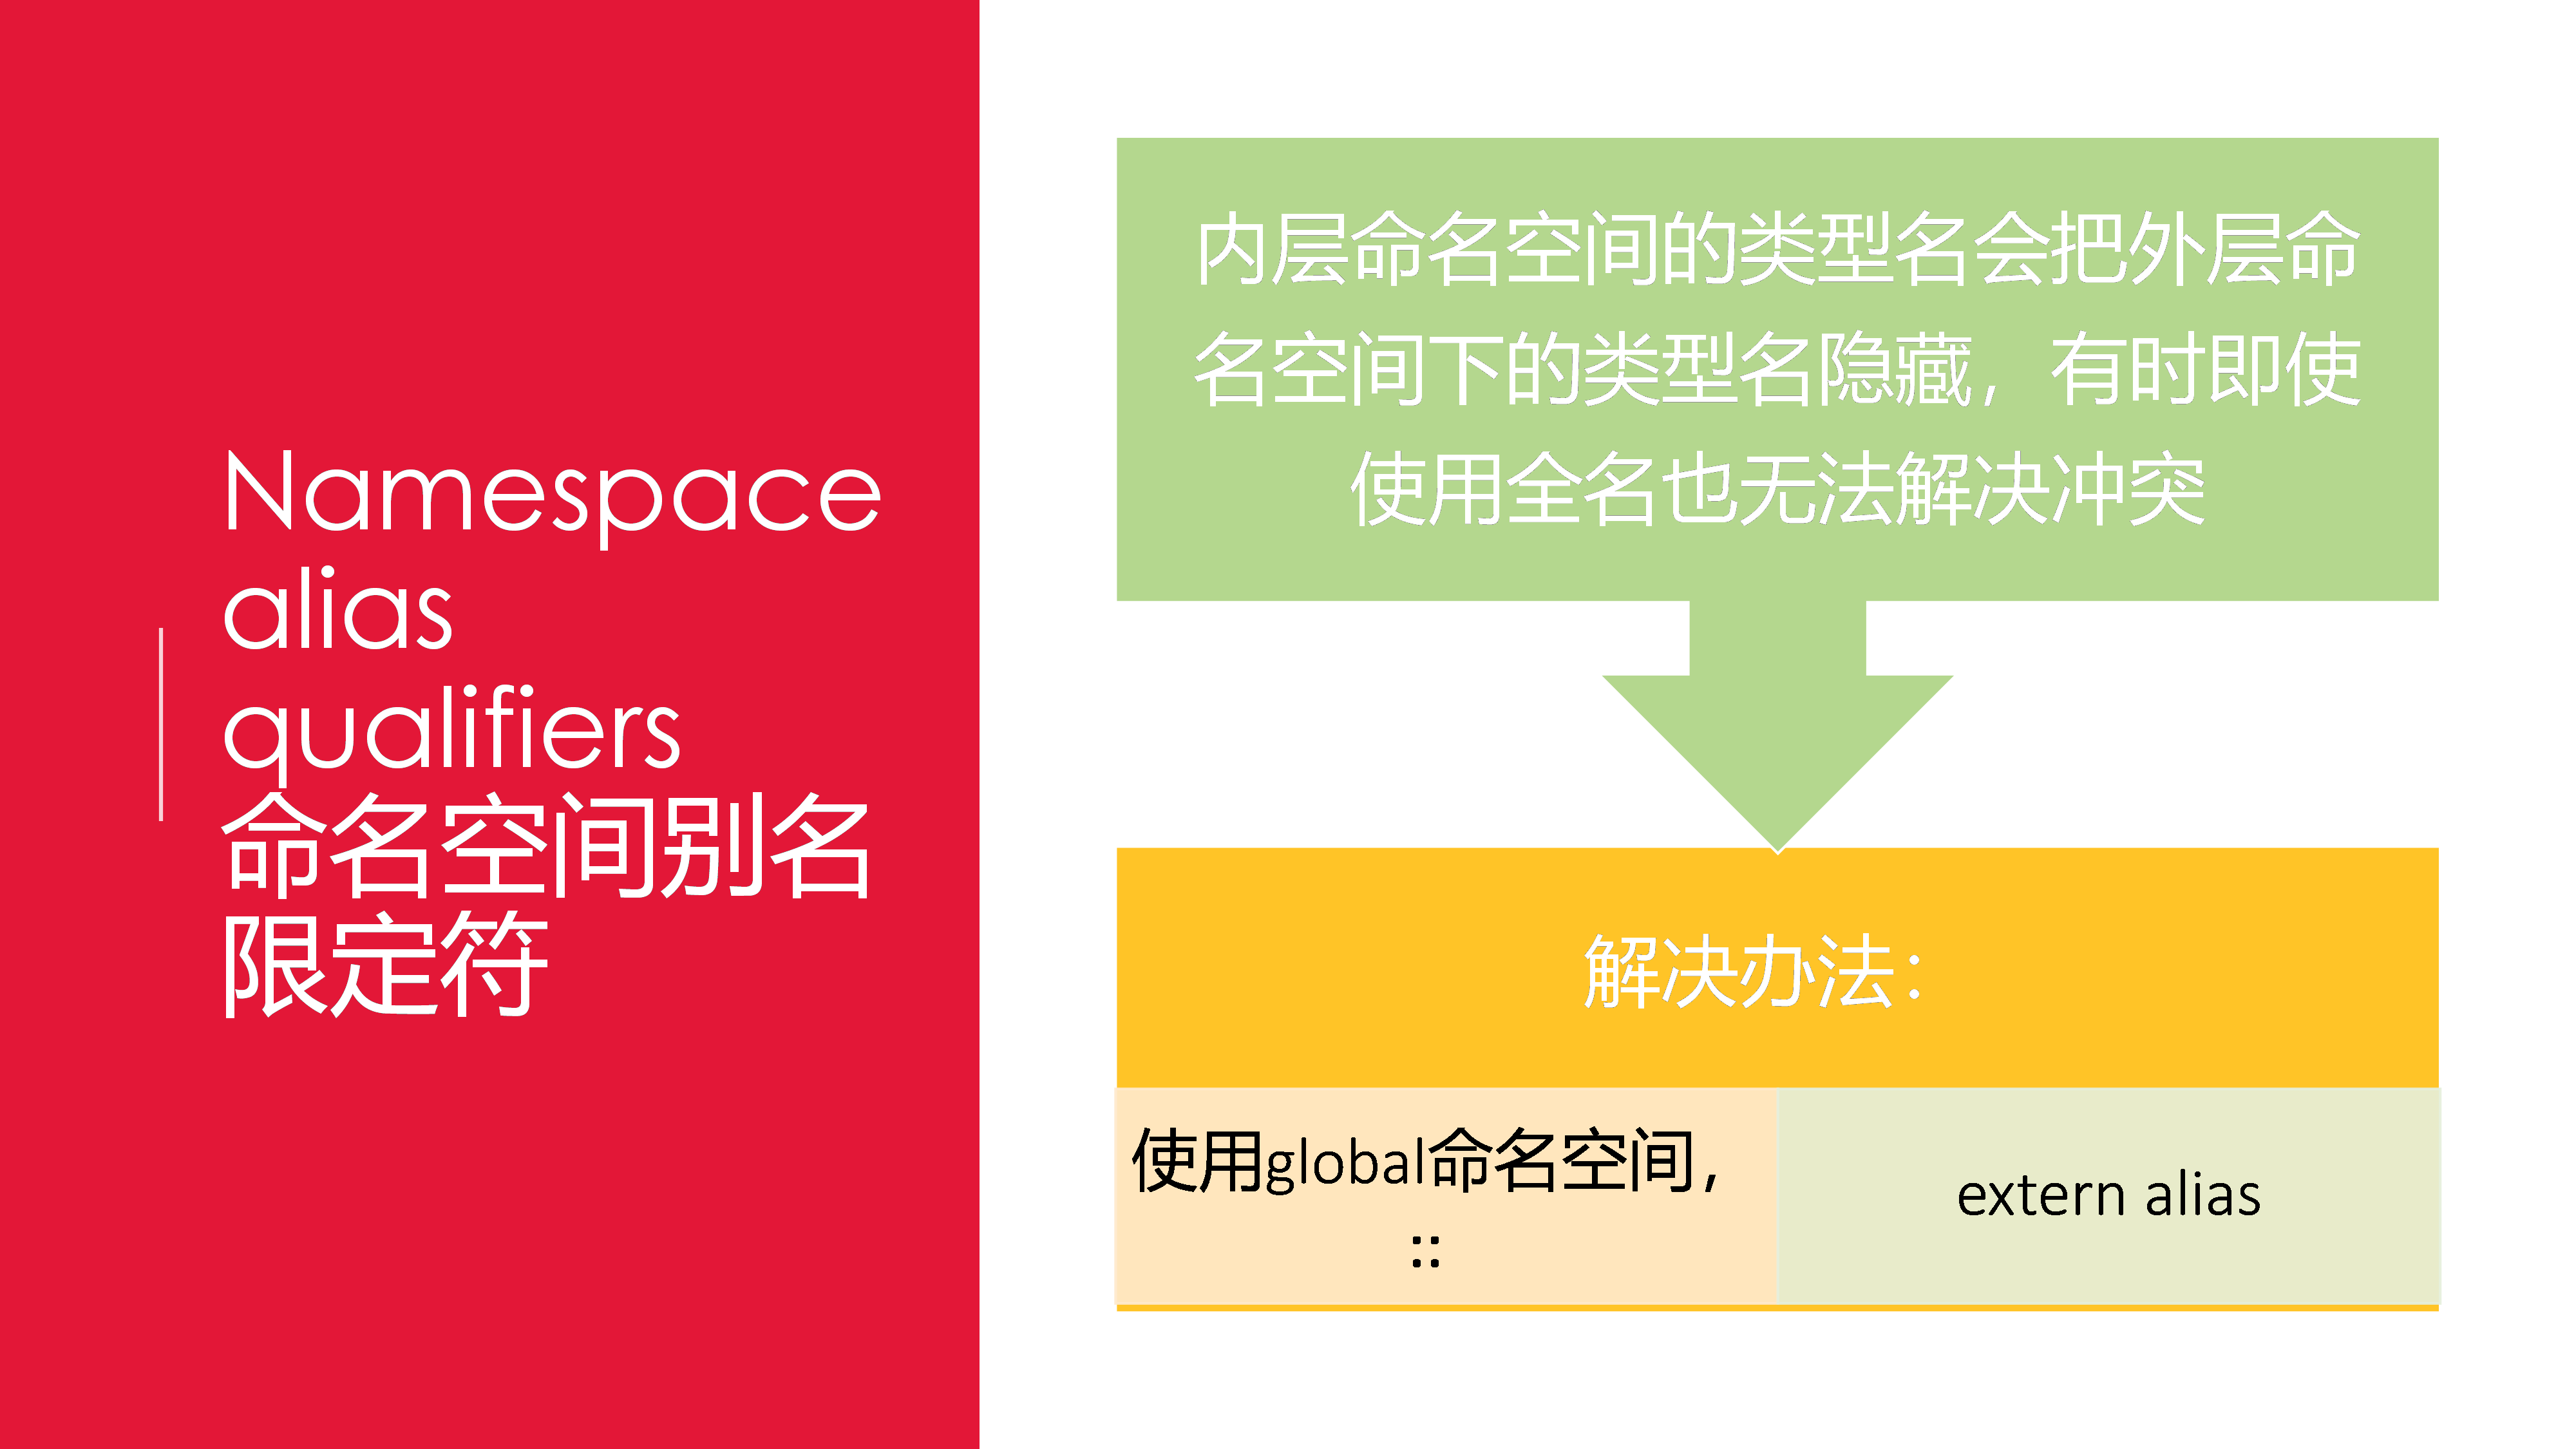 Namespace
alias
qualifiers
命名空间别名
限定符
内层命名空间的类型名会把外层命
名空间下的类型名隐藏，有时即使
使用全名也无法解决冲突
解决办法：
使用global命名空间，
::
extern alias